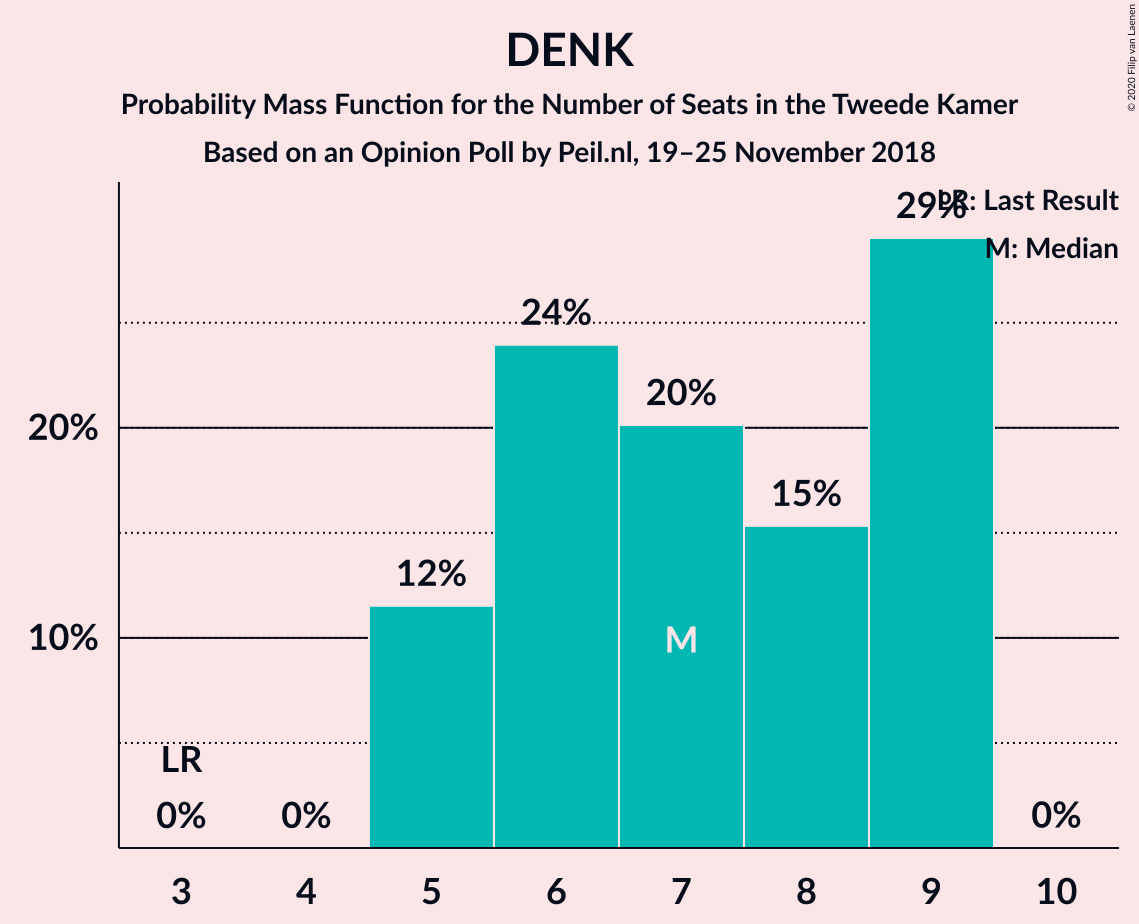 DENK
Probability Mass Function for the Number of Seats in the Tweede Kamer
Based on an Opinion Poll by Peil.nl, 19–25 November 2018
© 2020 Filip van Laenen
LR: Last Result
M: Median
29%
24%
20%
20%
15%
12%
10%
M
LR
0%
0%
0%
3 4 5 6 7 8 9 10